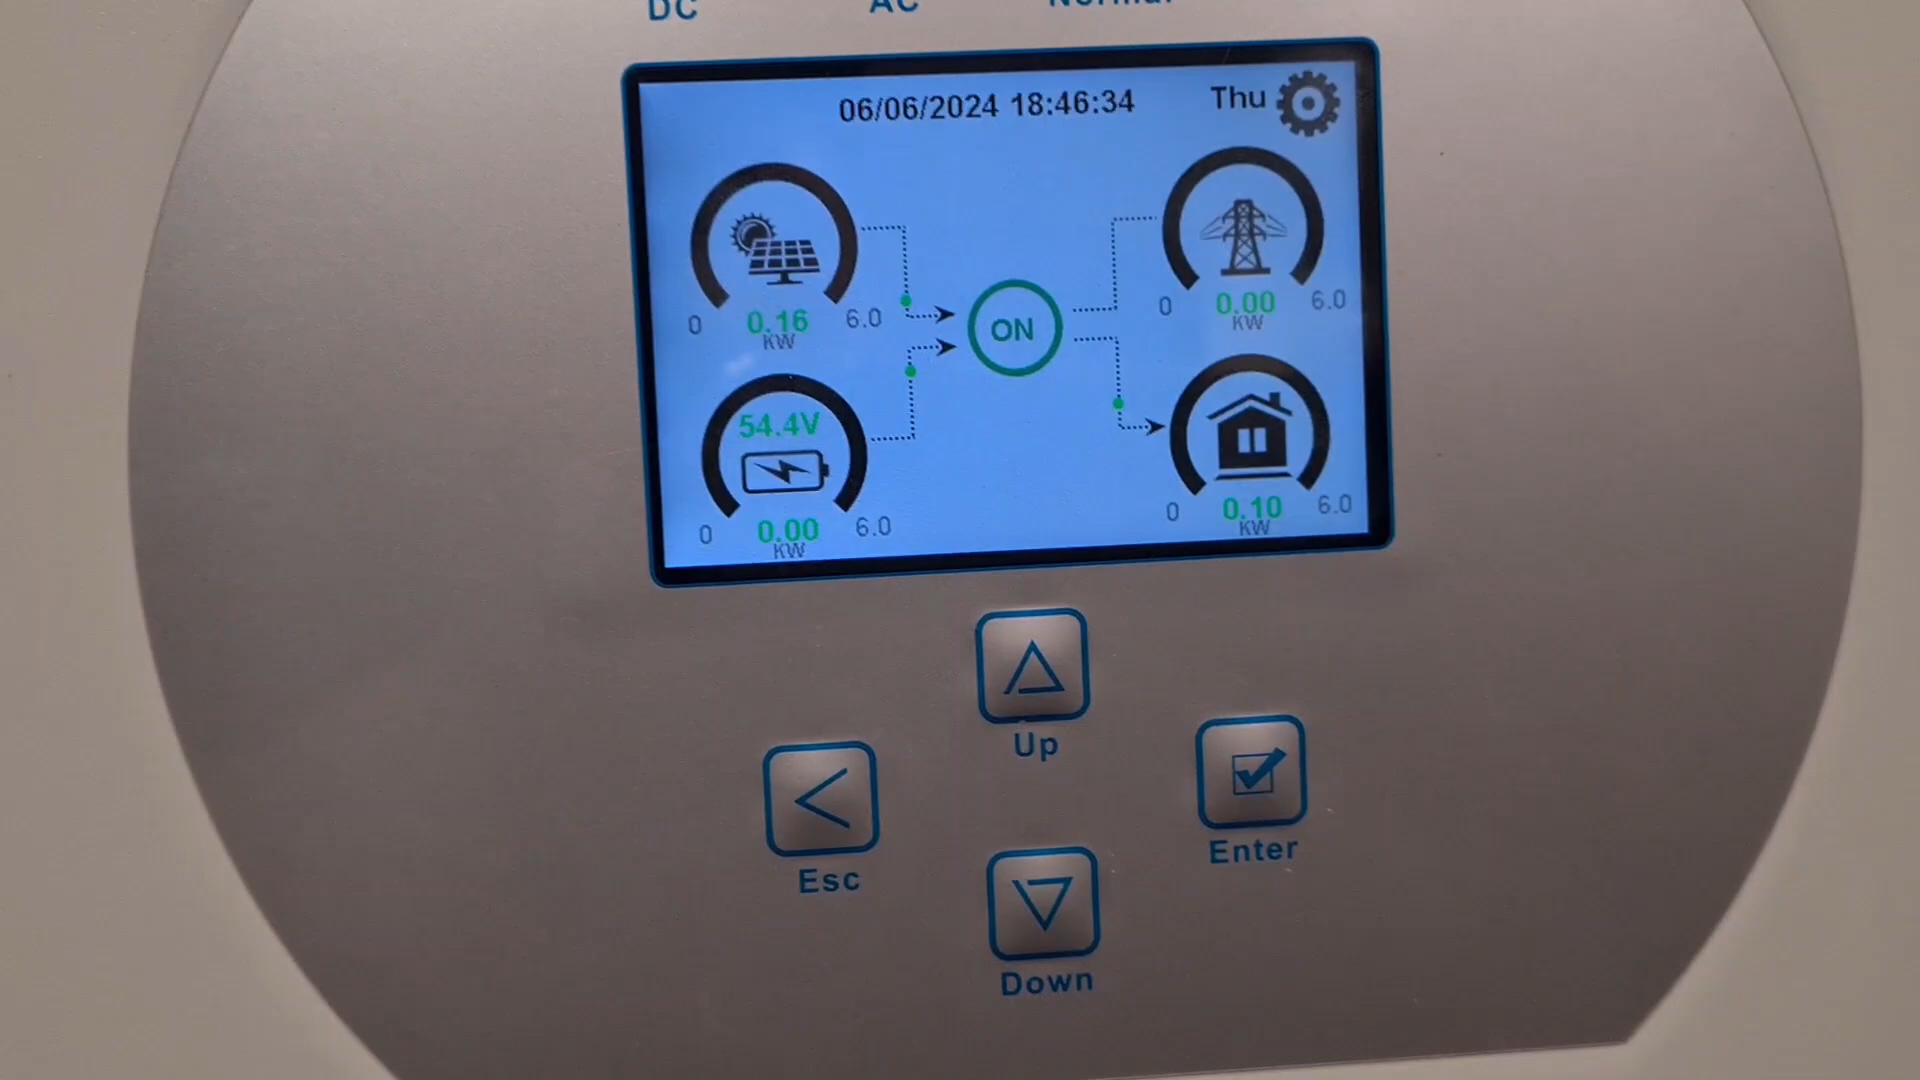 DC AC Normal
06/06/2024 18:46:34 Thu
0 0.16 6.0
KW
0 0.00 6.0
KW
ON
54.4V
0 0.00 6.0
KW
0 0.10 6.0
KW
Up
Esc
Enter
Down